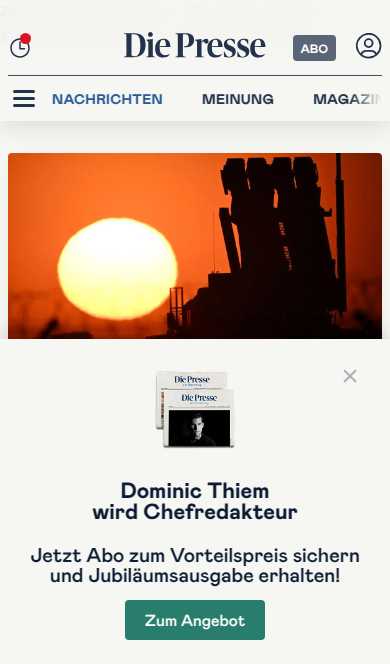 Die Presse
ABO
NACHRICHTEN MEINUNG MAGAZIN
Die Presse
Die Presse
Dominic Thiem
wird Chefredakteur
Jetzt Abo zum Vorteilspreis sichern
und Jubiläumsausgabe erhalten!
Zum Angebot